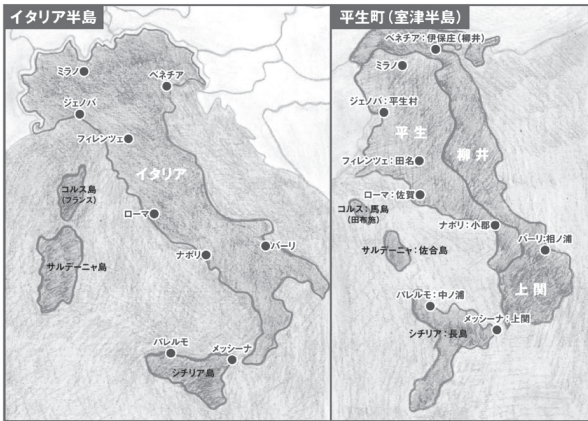 イタリア半島
ミラノ
ベネチア
ジェノバ
フィレンツェ
イタリア
コルス島
(フランス)
ローマ
バーリ
ナポリ
サルデーニャ島
パレルモ
メッシーナ
シチリア島
平生町(室津半島)
ベネチア:伊保庄(柳井)
ミラノ
ジェノバ:平生村
平生
柳井
フィレンツェ:田名
ローマ:佐賀
コルス:馬島
(田布施)
ナポリ:小郡
サルデーニャ:佐合島
バーリ:相ノ浦
上関
パレルモ:中ノ浦
メッシーナ:上関
シチリア:長島